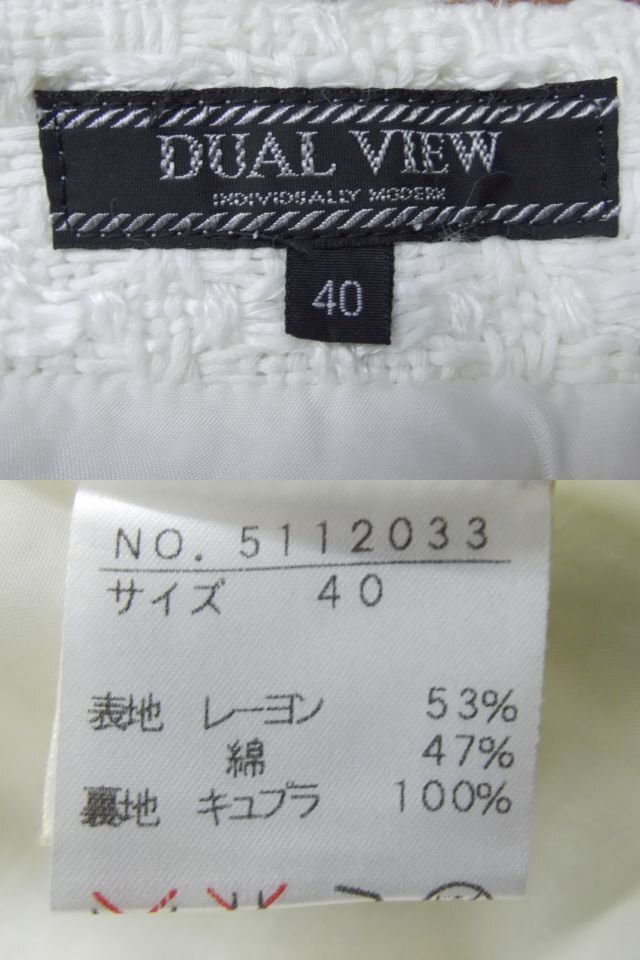 DUAL VIEW
INDIVIDUALLY MODERN
40
NO. 5112033
サイズ 40
表地 レーヨン 53%
綿 47%
裏地 キュプラ 100%